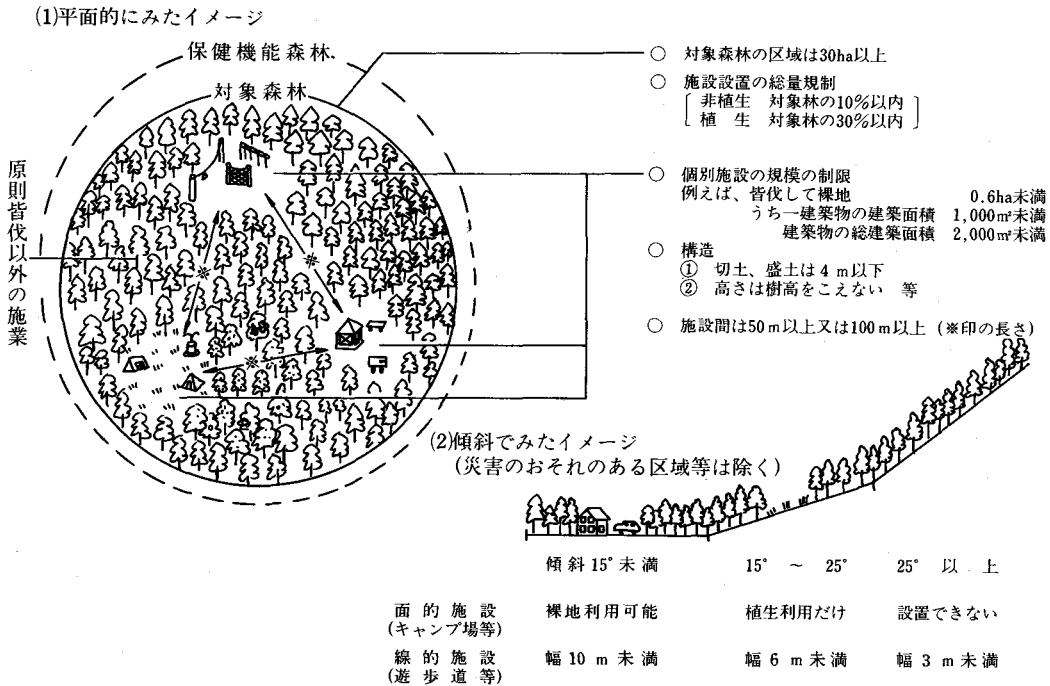 (1)平面的にみたイメージ
保健機能森林
対象森林
原則皆伐以外の施業
※
※
※
○ 対象森林の区域は30ha以上
○ 施設設置の総量規制
非植生 対象林の10%以内
植 生 対象林の30%以内
○ 個別施設の規模の制限
例えば、皆伐して裸地 0.6ha未満
うち一建築物の建築面積 1,000㎡未満
建築物の総建築面積 2,000㎡未満
○ 構造
① 切土、盛土は4m以下
② 高さは樹高をこえない 等
○ 施設間は50m以上又は100m以上 (※印の長さ)
(2)傾斜でみたイメージ
(災害のおそれのある区域等は除く)
傾斜15°未満 15° ～ 25° 25° 以 上
面的施設 裸地利用可能 植生利用だけ 設置できない
(キャンプ場等)
線的施設 幅 10 m 未満 幅 6 m 未満 幅 3 m 未満
(遊歩道等)